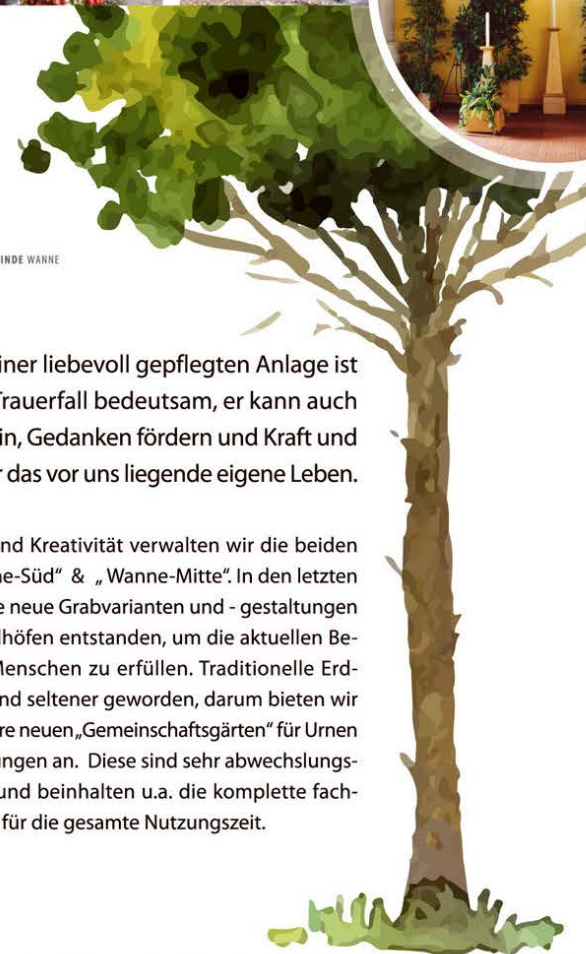 INDE WANNE
iner liebevoll gepflegten Anlage ist
Trauerfall bedeutsam, er kann auch
in, Gedanken fördern und Kraft und
r das vor uns liegende eigene Leben.
nd Kreativität verwalten wir die beiden
ne-Süd“ & „ Wanne-Mitte“. In den letzten
e neue Grabvarianten und - gestaltungen
lhöfen entstanden, um die aktuellen Be-
Menschen zu erfüllen. Traditionelle Erd-
nd seltener geworden, darum bieten wir
re neuen „Gemeinschaftsgärten“ für Urnen
ungen an. Diese sind sehr abwechslungs-
und beinhalten u.a. die komplette fach-
für die gesamte Nutzungszeit.